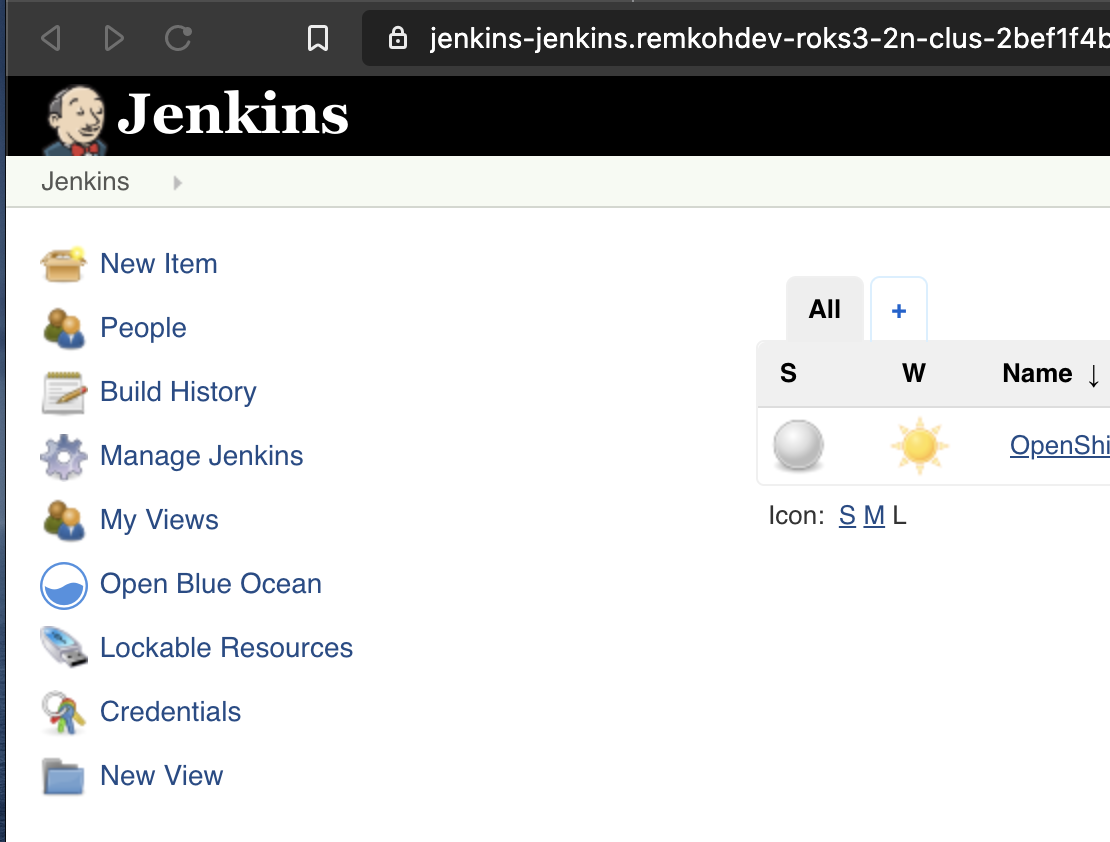 jenkins-jenkins.remkohdev-roks3-2n-clus-2bef1f4b
Jenkins
Jenkins
New Item
People
Build History
Manage Jenkins
My Views
Open Blue Ocean
Lockable Resources
Credentials
New View
All +
S W Name ↓
OpenShi
Icon: S M L